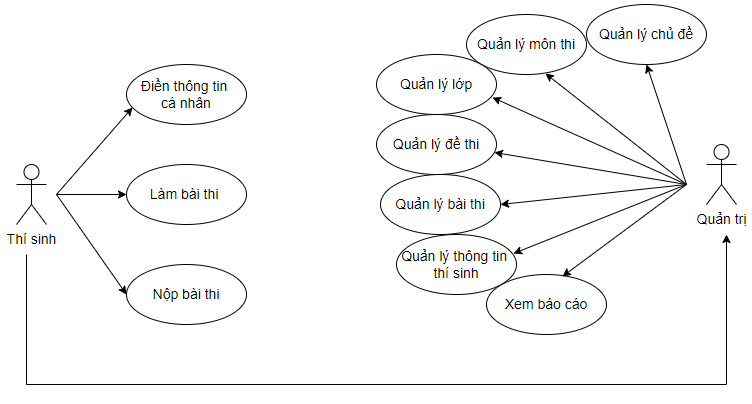 Điền thông tin
cá nhân
Làm bài thi
Nộp bài thi
Thí sinh
Quản lý chủ đề
Quản lý môn thi
Quản lý lớp
Quản lý đề thi
Quản lý bài thi
Quản lý thông tin
thí sinh
Xem báo cáo
Quản trị